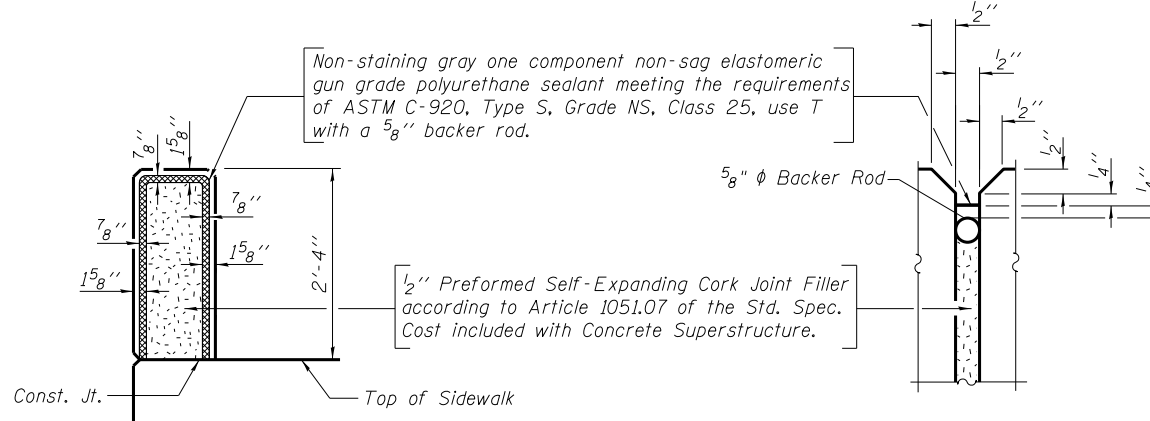 1/2"
1/2"
1/2"
1/2"
1/4"
1/4"
Non-staining gray one component non-sag elastomeric
gun grade polyurethane sealant meeting the requirements
of ASTM C-920, Type S, Grade NS, Class 25, use T
with a 5/8" backer rod.
7/8"
1 5/8"
5/8" ϕ Backer Rod
7/8"
7/8"
1 5/8"
1 5/8"
2'-4"
1/2" Preformed Self-Expanding Cork Joint Filler
according to Article 1051.07 of the Std. Spec.
Cost included with Concrete Superstructure.
Const. Jt.
Top of Sidewalk